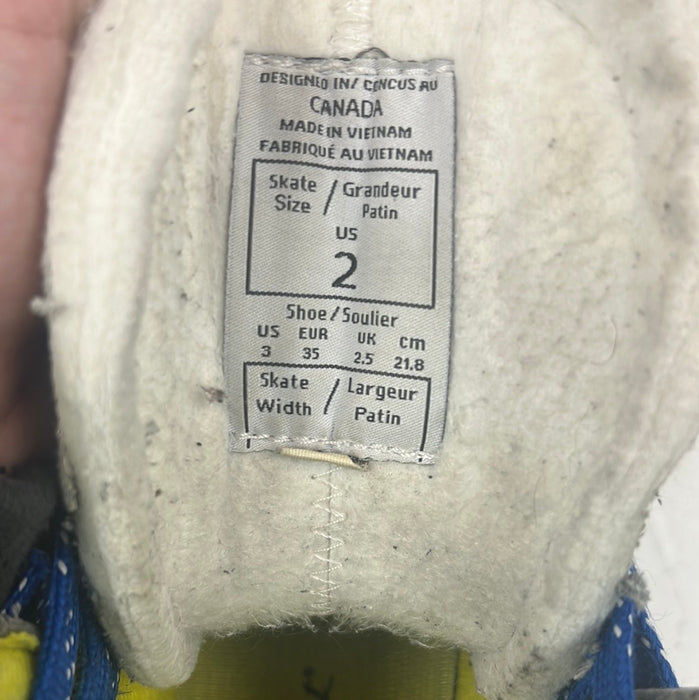 DESIGNED IN/ CONCUS AU
CANADA
MADE IN VIETNAM
FABRIQUÉ AU VIETNAM
Skate / Grandeur
Size Patin
US
2
Shoe/Soulier
US EUR UK cm
3 35 2.5 21.8
Skate / Largeur
Width Patin